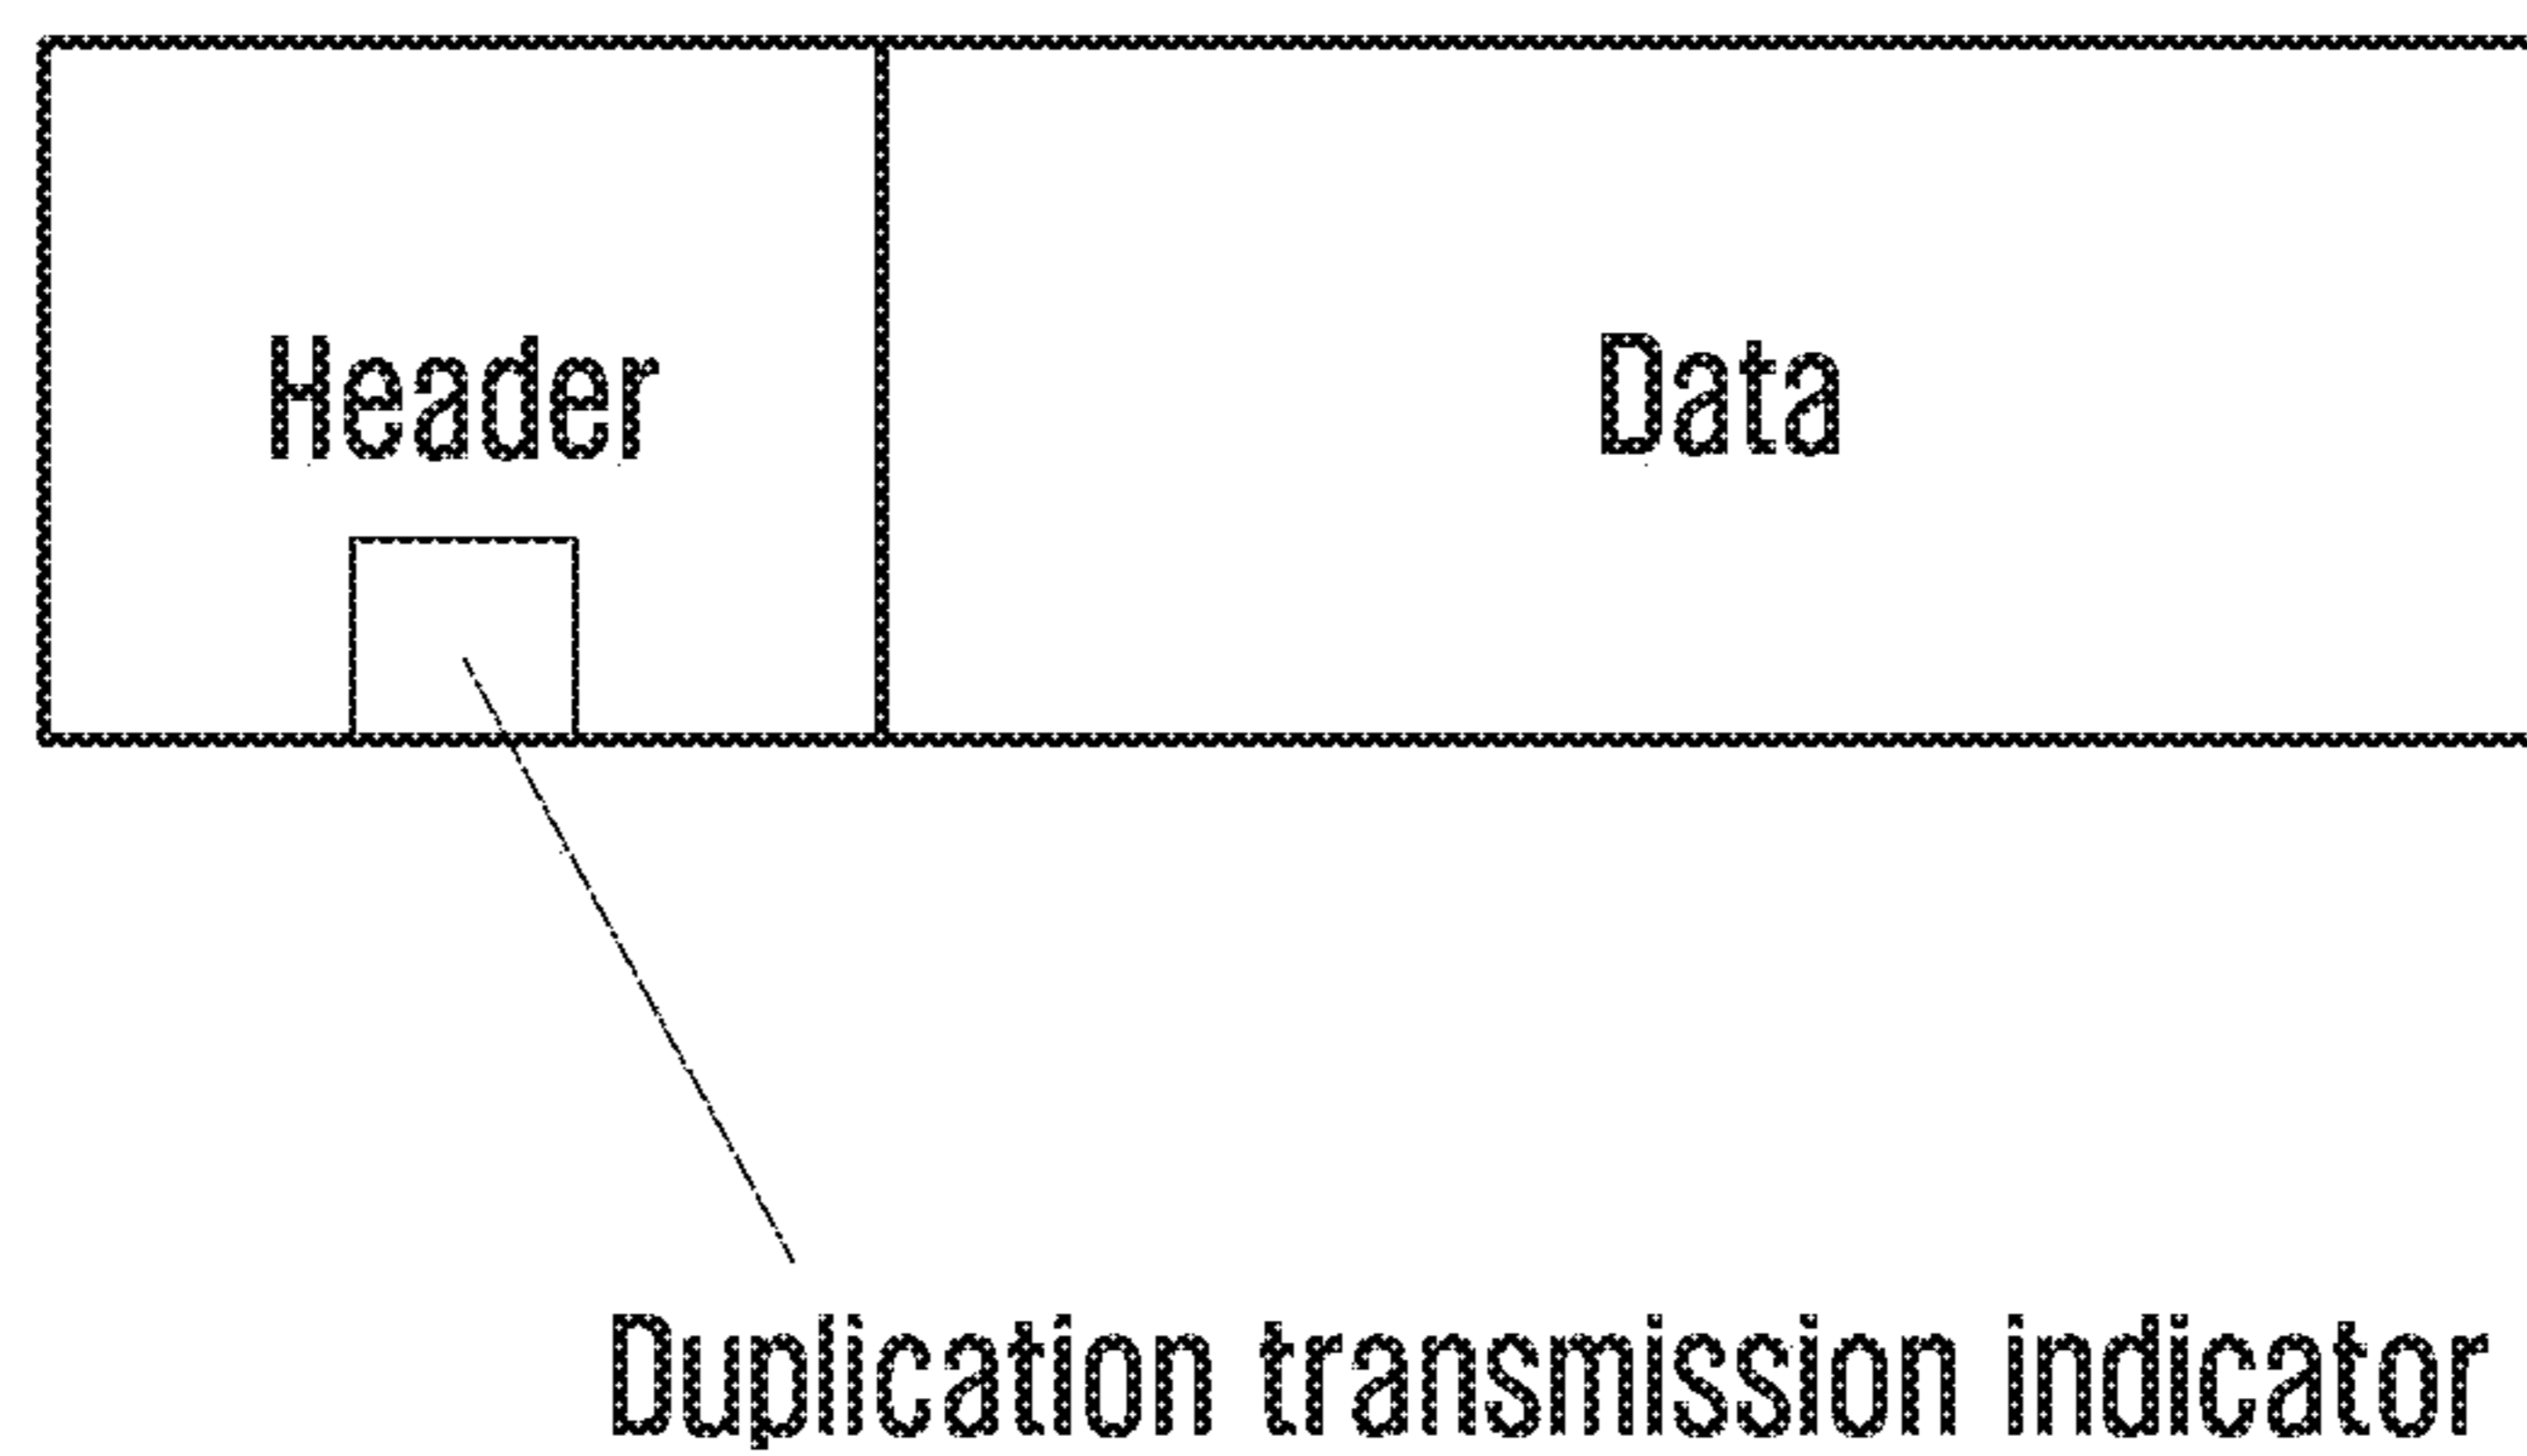 Header
Data
Duplication transmission indicator